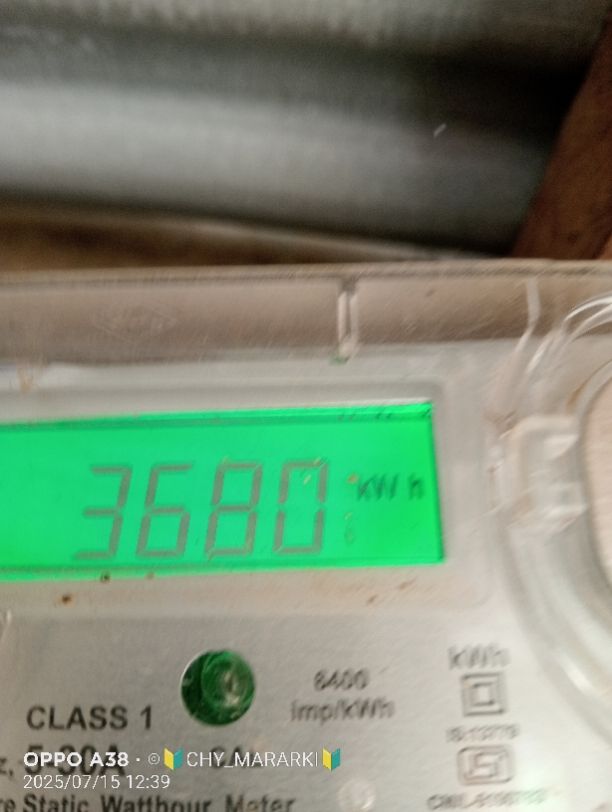 3680 kWh
kWh
6400
imp/kWh
CLASS 1
OPPO A38 · © 🔰CHY_MARARKI🔰
2025/07/15 12:39
re Static Watthour Meter